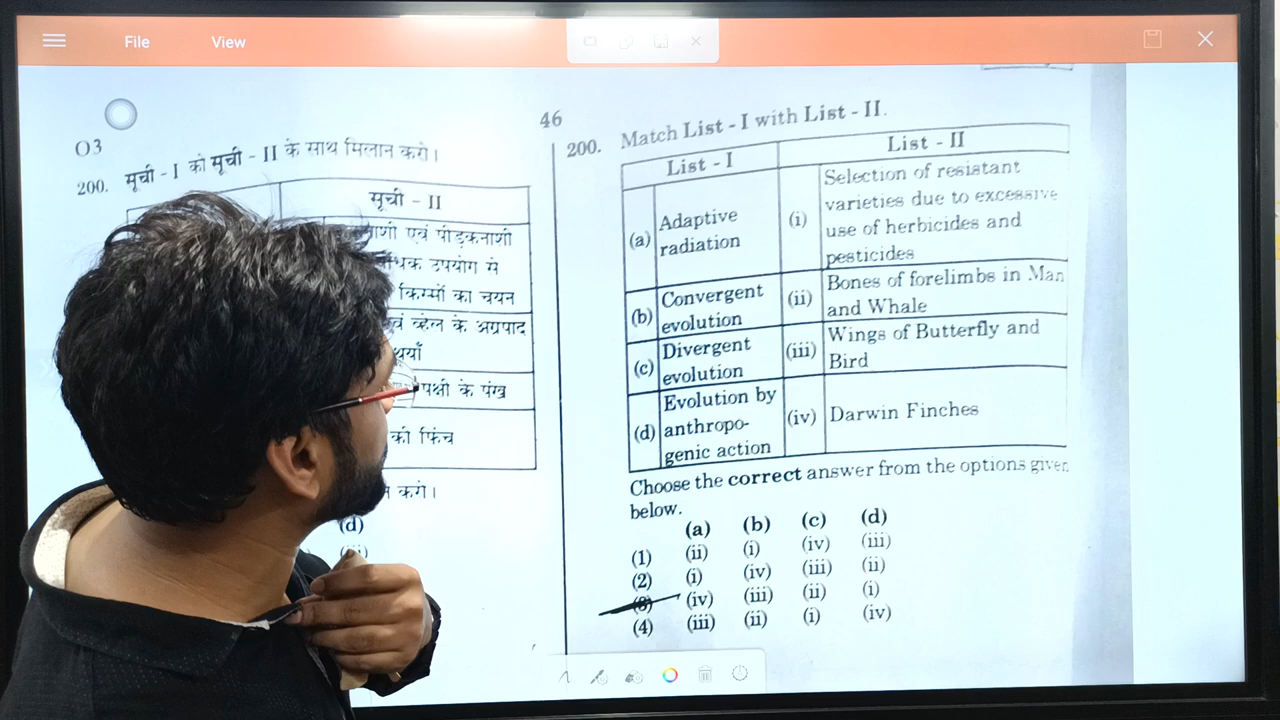 File View
46
O3
200. सूची - I को सूची - II के साथ मिलान करो।
सूची - II
एवं पीड़कनाशी
उपयोग से
किस्मों का चयन
व्हेल के अग्रपाद
पक्षी के पंख
की फिंच
करो।
(d)
200. Match List - I with List - II.
List - I List - II
(a) Adaptive radiation (i) Selection of resistant
varieties due to excessive
use of herbicides and
pesticides
(b) Convergent evolution (ii) Bones of forelimbs in Man
and Whale
(c) Divergent evolution (iii) Wings of Butterfly and
Bird
(d) Evolution by anthropo-
genic action (iv) Darwin Finches
Choose the correct answer from the options given
below.
(a) (b) (c) (d)
(1) (ii) (i) (iv) (iii)
(2) (i) (iv) (iii) (ii)
(3) (iv) (iii) (ii) (i)
(4) (iii) (ii) (i) (iv)